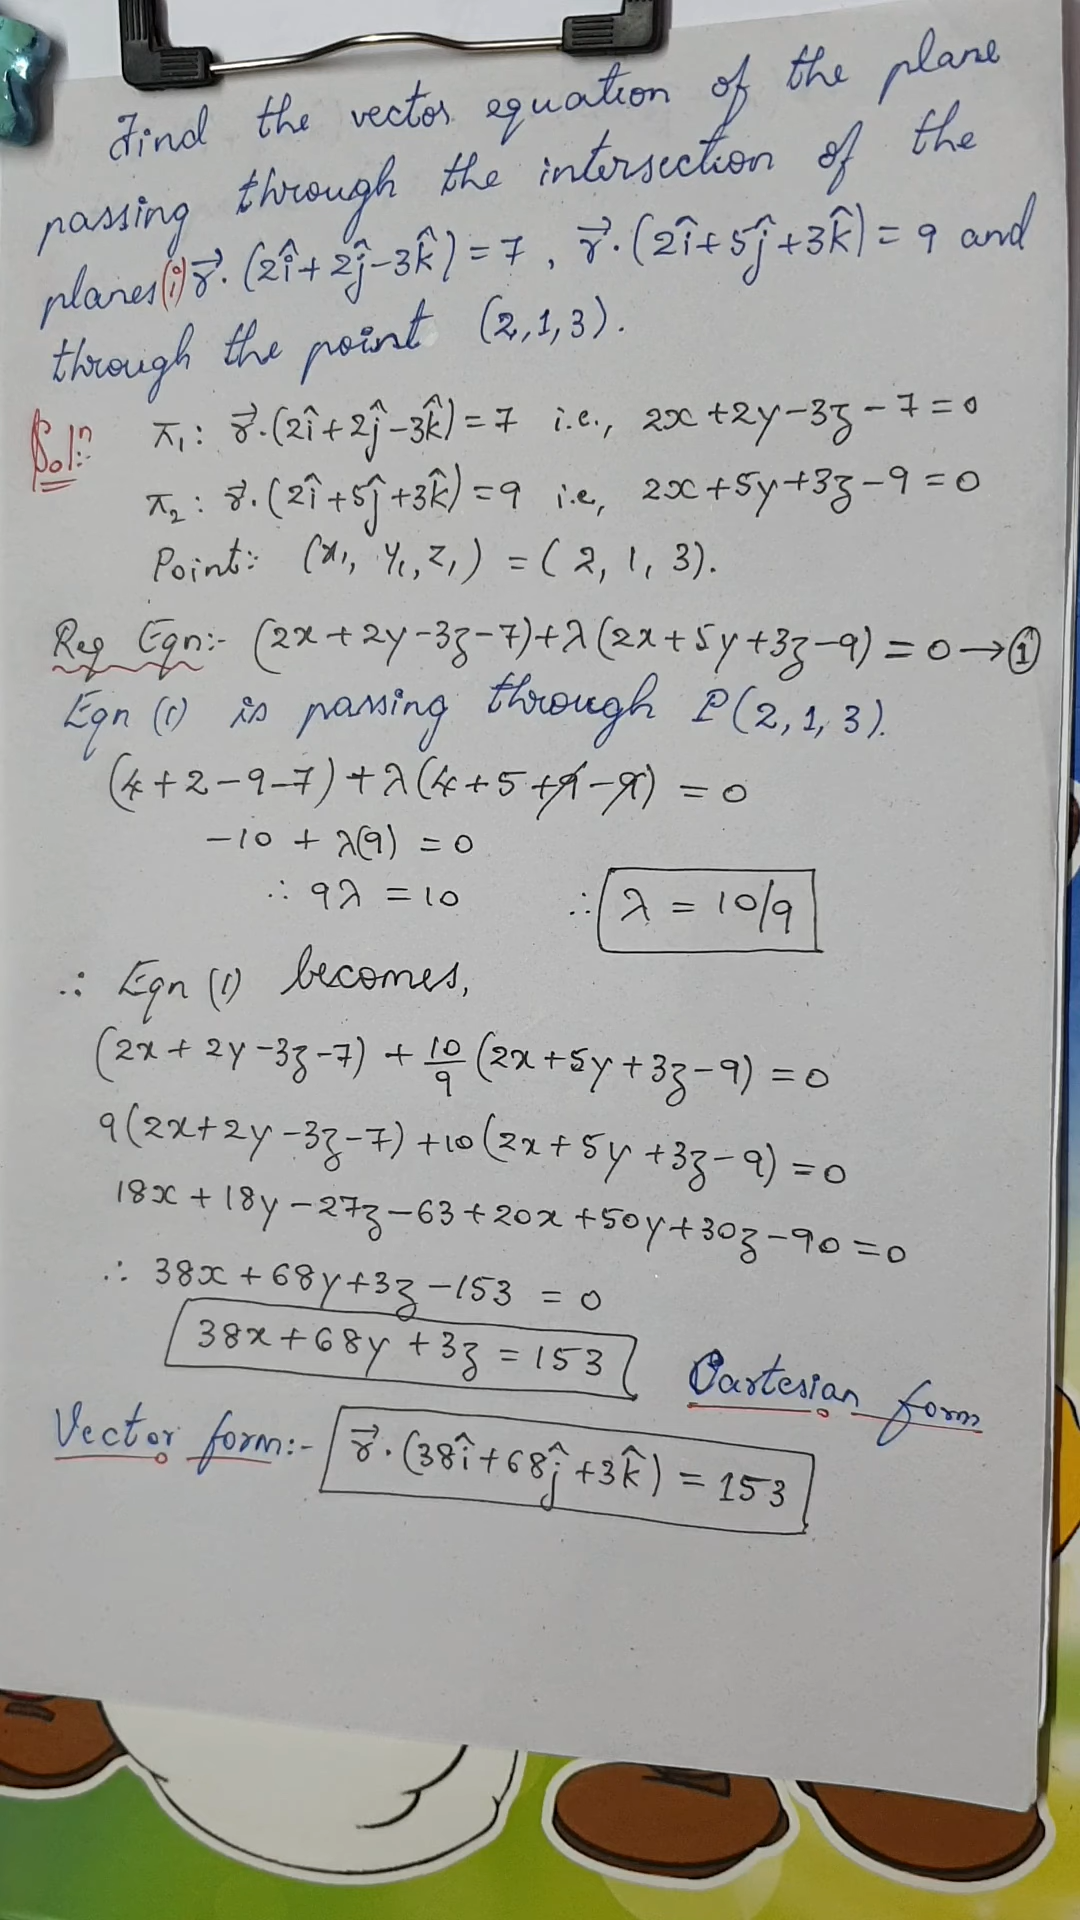 Find the vector equation of the plane
passing through the intersection of the
planes (i) r⃗.(2î+2ĵ-3k̂)=7, r⃗.(2î+5ĵ+3k̂)=9 and
through the point (2,1,3).
Sol:n π₁: r⃗.(2î+2ĵ-3k̂)=7 i.e., 2x+2y-3z-7=0
π₂: r⃗.(2î+5ĵ+3k̂)=9 i.e, 2x+5y+3z-9=0
Point:- (x₁, y₁, z₁) = (2, 1, 3).
Req Eqn:- (2x+2y-3z-7)+λ(2x+5y+3z-9)=0→①
Eqn (1) is passing through P(2,1,3).
(4+2-9-7)+λ(4+5+9-9) = 0
-10 + λ(9) = 0
∴ 9λ = 10 ∴ λ = 10/9
∴ Eqn (1) becomes,
(2x+2y-3z-7) + 10/9 (2x+5y+3z-9) = 0
9(2x+2y-3z-7)+10(2x+5y+3z-9)=0
18x+18y-27z-63+20x+50y+30z-90=0
∴ 38x+68y+3z-153 = 0
38x+68y+3z=153 Cartesian form
Vector form:- r⃗.(38î+68ĵ+3k̂) = 153